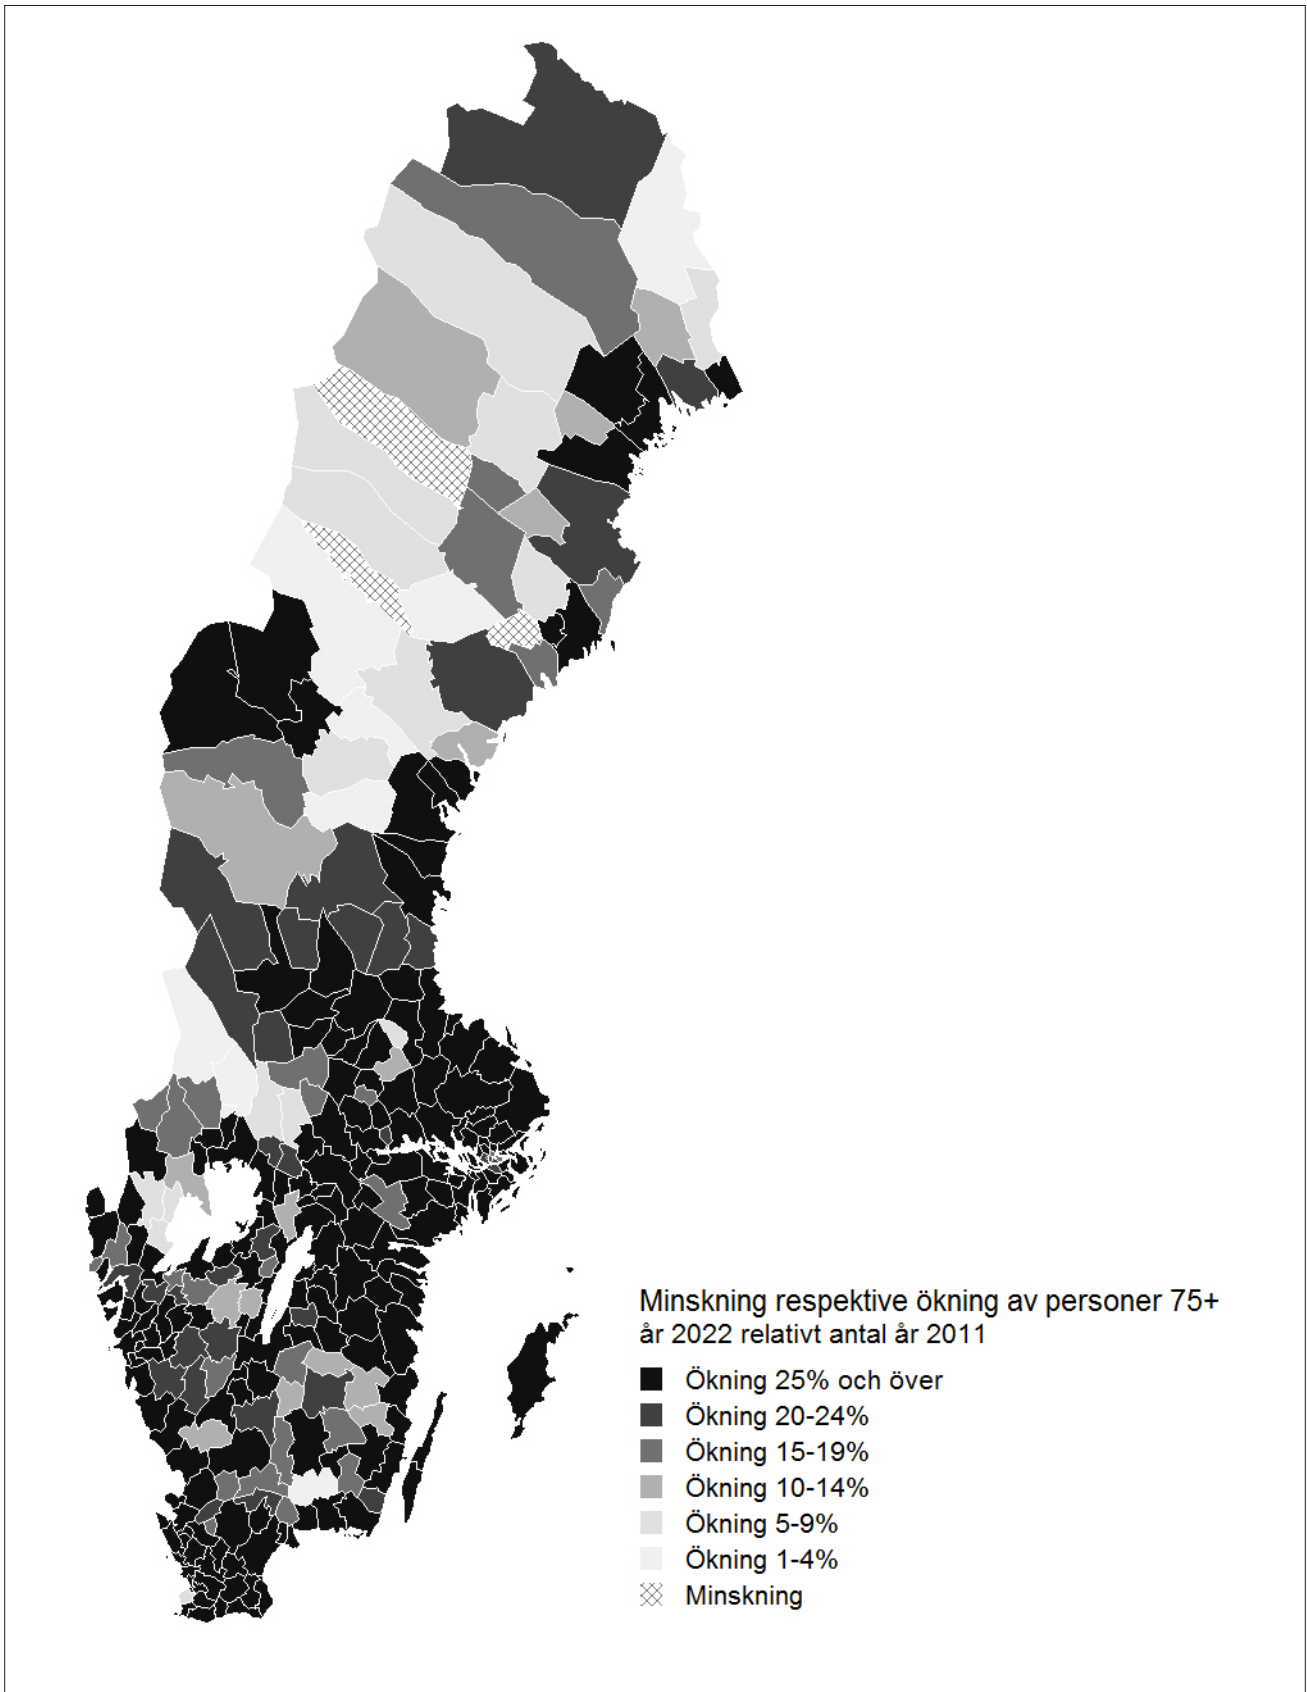 Minskning respektive ökning av personer 75+
år 2022 relativt antal år 2011
Ökning 25% och över
Ökning 20-24%
Ökning 15-19%
Ökning 10-14%
Ökning 5-9%
Ökning 1-4%
Minskning